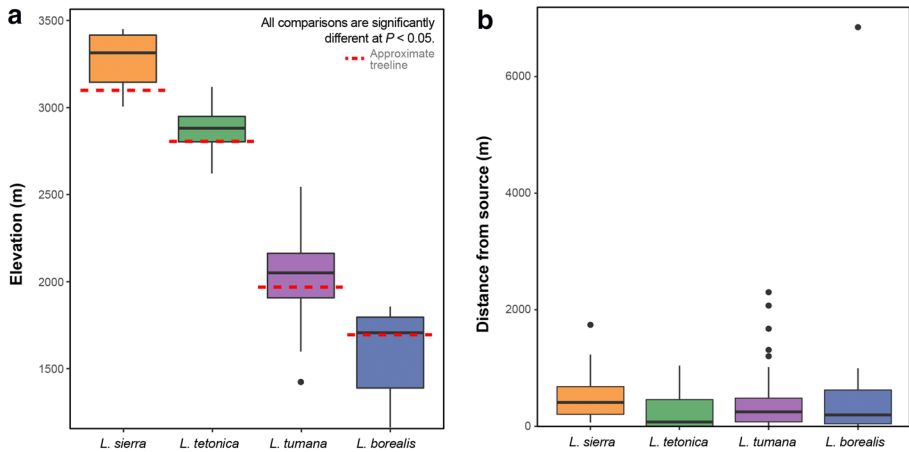 a
All comparisons are significantly
different at P < 0.05.
Approximate
treeline
Elevation (m)
3500
3000
2500
2000
1500
L. sierra
L. tetonica
L. tumana
L. borealis
b
Distance from source (m)
6000
4000
2000
0
L. sierra
L. tetonica
L. tumana
L. borealis